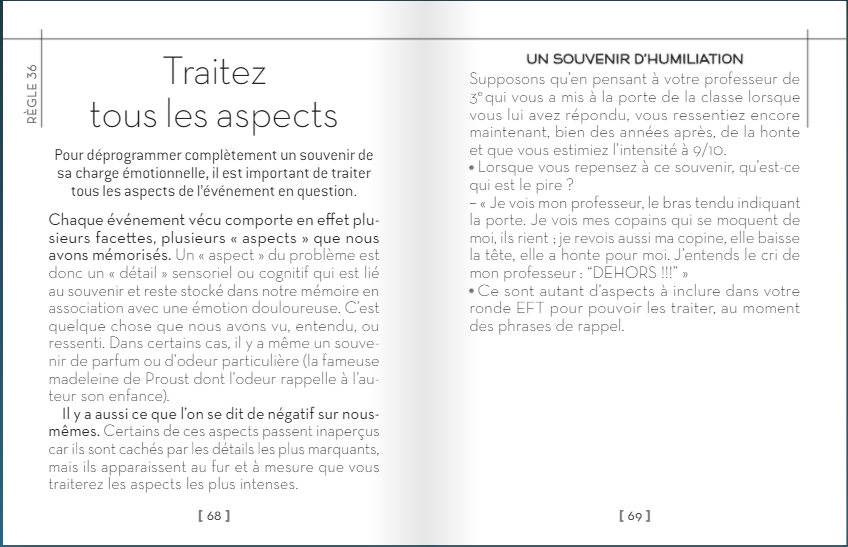 RÈGLE 36
Traitez
tous les aspects
Pour déprogrammer complètement un souvenir de
sa charge émotionnelle, il est important de traiter
tous les aspects de l'événement en question.
Chaque événement vécu comporte en effet plu-
sieurs facettes, plusieurs « aspects » que nous
avons mémorisés. Un « aspect » du problème est
donc un « détail » sensoriel ou cognitif qui est lié
au souvenir et reste stocké dans notre mémoire en
association avec une émotion douloureuse. C'est
quelque chose que nous avons vu, entendu, ou
ressenti. Dans certains cas, il y a même un souve-
nir de parfum ou d'odeur particulière (la fameuse
madeleine de Proust dont l'odeur rappelle à l'au-
teur son enfance).
Il y a aussi ce que l'on se dit de négatif sur nous-
mêmes. Certains de ces aspects passent inaperçus
car ils sont cachés par les détails les plus marquants,
mais ils apparaissent au fur et à mesure que vous
traiterez les aspects les plus intenses.
[ 68 ]
UN SOUVENIR D'HUMILIATION
Supposons qu'en pensant à votre professeur de
3e qui vous a mis à la porte de la classe lorsque
vous lui avez répondu, vous ressentiez encore
maintenant, bien des années après, de la honte
et que vous estimiez l'intensité à 9/10.
• Lorsque vous repensez à ce souvenir, qu'est-ce
qui est le pire ?
– « Je vois mon professeur, le bras tendu indiquant
la porte. Je vois mes copains qui se moquent de
moi, ils rient ; je revois aussi ma copine, elle baisse
la tête, elle a honte pour moi. J'entends le cri de
mon professeur : “DEHORS !!!” »
• Ce sont autant d'aspects à inclure dans votre
ronde EFT pour pouvoir les traiter, au moment
des phrases de rappel.
[ 69 ]